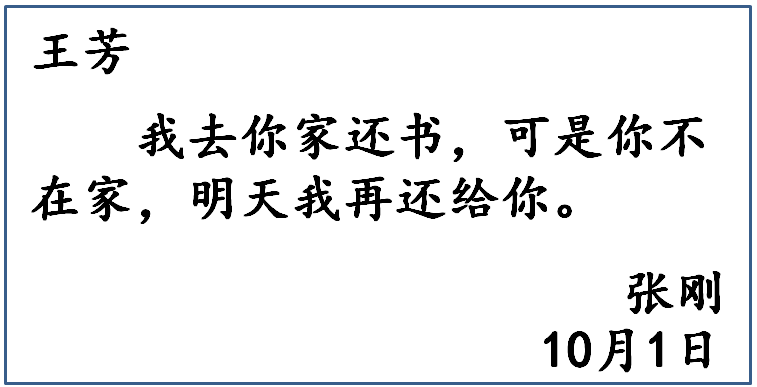 王芳
我去你家还书，可是你不
在家，明天我再还给你。
张刚
10月1日